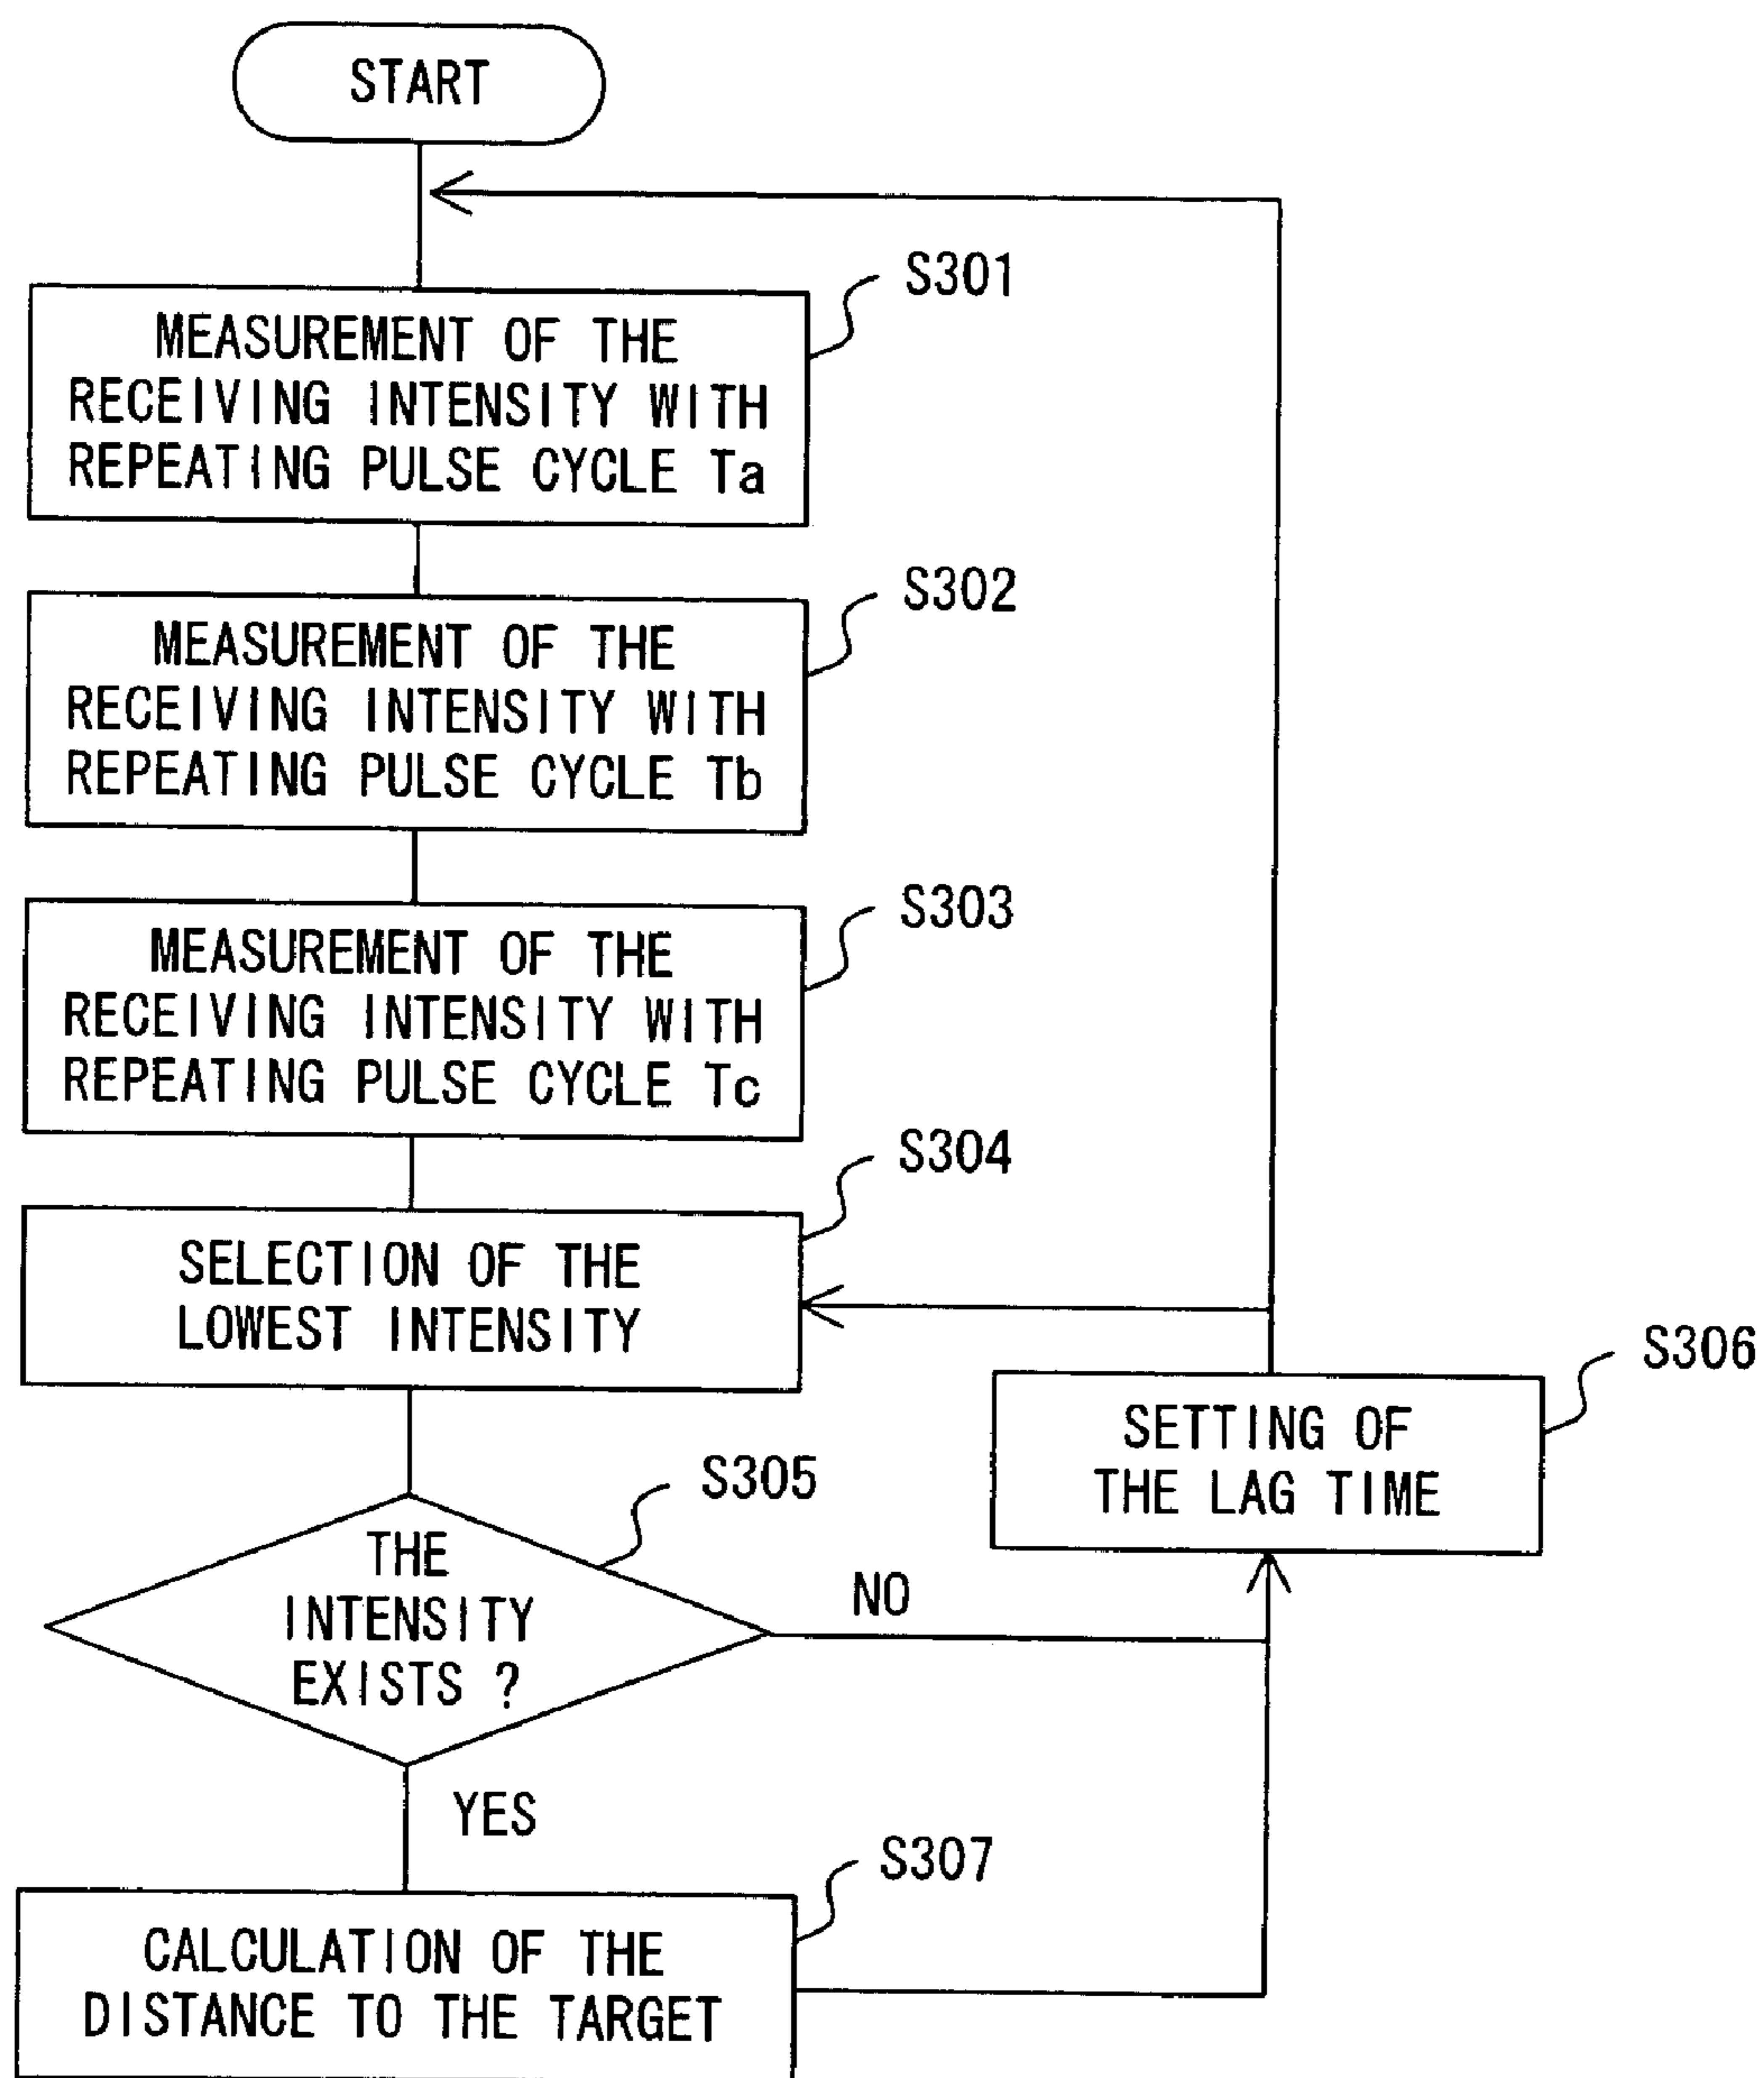 START
S301
MEASUREMENT OF THE
RECEIVING INTENSITY WITH
REPEATING PULSE CYCLE Ta
S302
MEASUREMENT OF THE
RECEIVING INTENSITY WITH
REPEATING PULSE CYCLE Tb
S303
MEASUREMENT OF THE
RECEIVING INTENSITY WITH
REPEATING PULSE CYCLE Tc
S304
SELECTION OF THE
LOWEST INTENSITY
S306
SETTING OF
THE LAG TIME
S305
THE
INTENSITY
EXISTS ?
NO
YES
S307
CALCULATION OF THE
DISTANCE TO THE TARGET